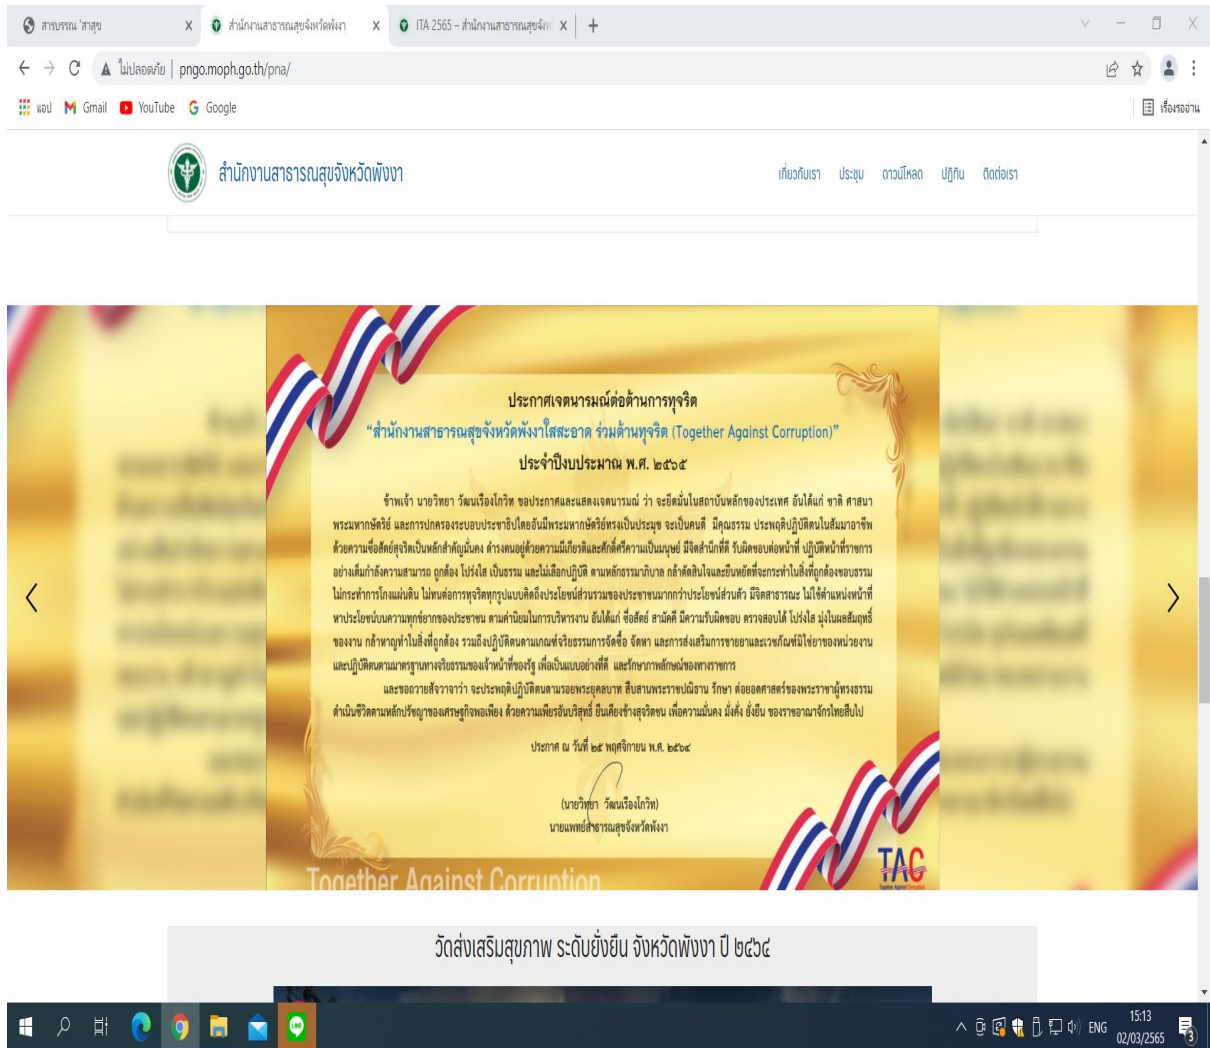 สารบรรณ 'สาสุข
สำนักงานสาธารณสุขจังหวัดพังงา
ITA 2565 – สำนักงานสาธารณสุขจังห
ไม่ปลอดภัย pngo.moph.go.th/pna/
แอป Gmail YouTube Google เรื่องรออ่าน
สำนักงานสาธารณสุขจังหวัดพังงา
เกี่ยวกับเรา ประชุม ดาวน์โหลด ปฏิทิน ติดต่อเรา
ประกาศเจตนารมณ์ต่อต้านการทุจริต
“สำนักงานสาธารณสุขจังหวัดพังงาใสสะอาด ร่วมต้านทุจริต (Together Against Corruption)”
ประจำปีงบประมาณ พ.ศ. ๒๕๖๕
ข้าพเจ้า นายวิทยา วัฒนเรืองโกวิท ขอประกาศและแสดงเจตนารมณ์ ว่า จะยึดมั่นในสถาบันหลักของประเทศ อันได้แก่ ชาติ ศาสนา
พระมหากษัตริย์ และการปกครองระบอบประชาธิปไตยอันมีพระมหากษัตริย์ทรงเป็นประมุข จะเป็นคนดี มีคุณธรรม ประพฤติปฏิบัติตนในสัมมาอาชีพ
ด้วยความซื่อสัตย์สุจริตเป็นหลักสำคัญมั่นคง ดำรงตนอยู่ด้วยความมีเกียรติและศักดิ์ศรีความเป็นมนุษย์ มีจิตสำนึกที่ดี รับผิดชอบต่อหน้าที่ ปฏิบัติหน้าที่ราชการ
อย่างเต็มกำลังความสามารถ ถูกต้อง โปร่งใส เป็นธรรม และไม่เลือกปฏิบัติ ตามหลักธรรมาภิบาล กล้าตัดสินใจและยืนหยัดที่จะกระทำในสิ่งที่ถูกต้องชอบธรรม
ไม่กระทำการโกงแผ่นดิน ไม่ทนต่อการทุจริตทุกรูปแบบคิดถึงประโยชน์ส่วนรวมของประชาชนมากกว่าประโยชน์ส่วนตัว มีจิตสาธารณะ ไม่ใช้ตำแหน่งหน้าที่
หาประโยชน์บนความทุกข์ยากของประชาชน ตามค่านิยมในการบริหารงาน อันได้แก่ ซื่อสัตย์ สามัคคี มีความรับผิดชอบ ตรวจสอบได้ โปร่งใส มุ่งในผลสัมฤทธิ์
ของงาน กล้าหาญทำในสิ่งที่ถูกต้อง รวมถึงปฏิบัติตนตามเกณฑ์จริยธรรมการจัดซื้อ จัดหา และการส่งเสริมการขายยาและเวชภัณฑ์มิใช่ยาของหน่วยงาน
และปฏิบัติตนตามมาตรฐานทางจริยธรรมของเจ้าหน้าที่ของรัฐ เพื่อเป็นแบบอย่างที่ดี และรักษาภาพลักษณ์ของทางราชการ
และขอถวายสัจวาจาว่า จะประพฤติปฏิบัติตนตามรอยพระยุคลบาท สืบสานพระราชปณิธาน รักษา ต่อยอดศาสตร์ของพระราชาผู้ทรงธรรม
ดำเนินชีวิตตามหลักปรัชญาของเศรษฐกิจพอเพียง ด้วยความเพียรอันบริสุทธิ์ ยืนเคียงข้างสุจริตชน เพื่อความมั่นคง มั่งคั่ง ยั่งยืน ของราชอาณาจักรไทยสืบไป
ประกาศ ณ วันที่ ๒๕ พฤศจิกายน พ.ศ. ๒๕๖๔
(นายวิทยา วัฒนเรืองโกวิท)
นายแพทย์สาธารณสุขจังหวัดพังงา
TAC
Together Against Corruption
Together Against Corruption
วัดส่งเสริมสุขภาพ ระดับยั่งยืน จังหวัดพังงา ปี ๒๕๖๔
ENG 15:13
02/03/2565
3